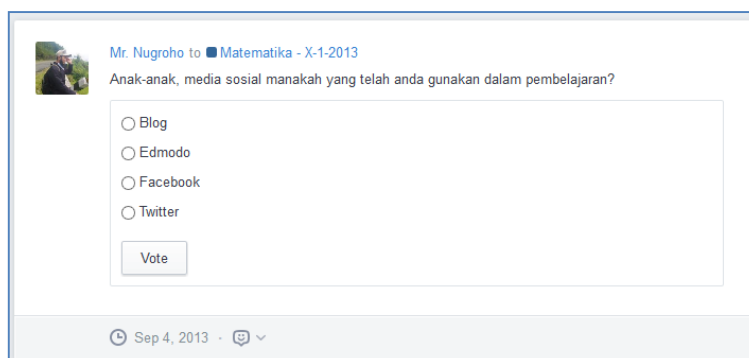 Mr. Nugroho to Matematika - X-1-2013
Anak-anak, media sosial manakah yang telah anda gunakan dalam pembelajaran?
Blog
Edmodo
Facebook
Twitter
Vote
Sep 4, 2013 ·